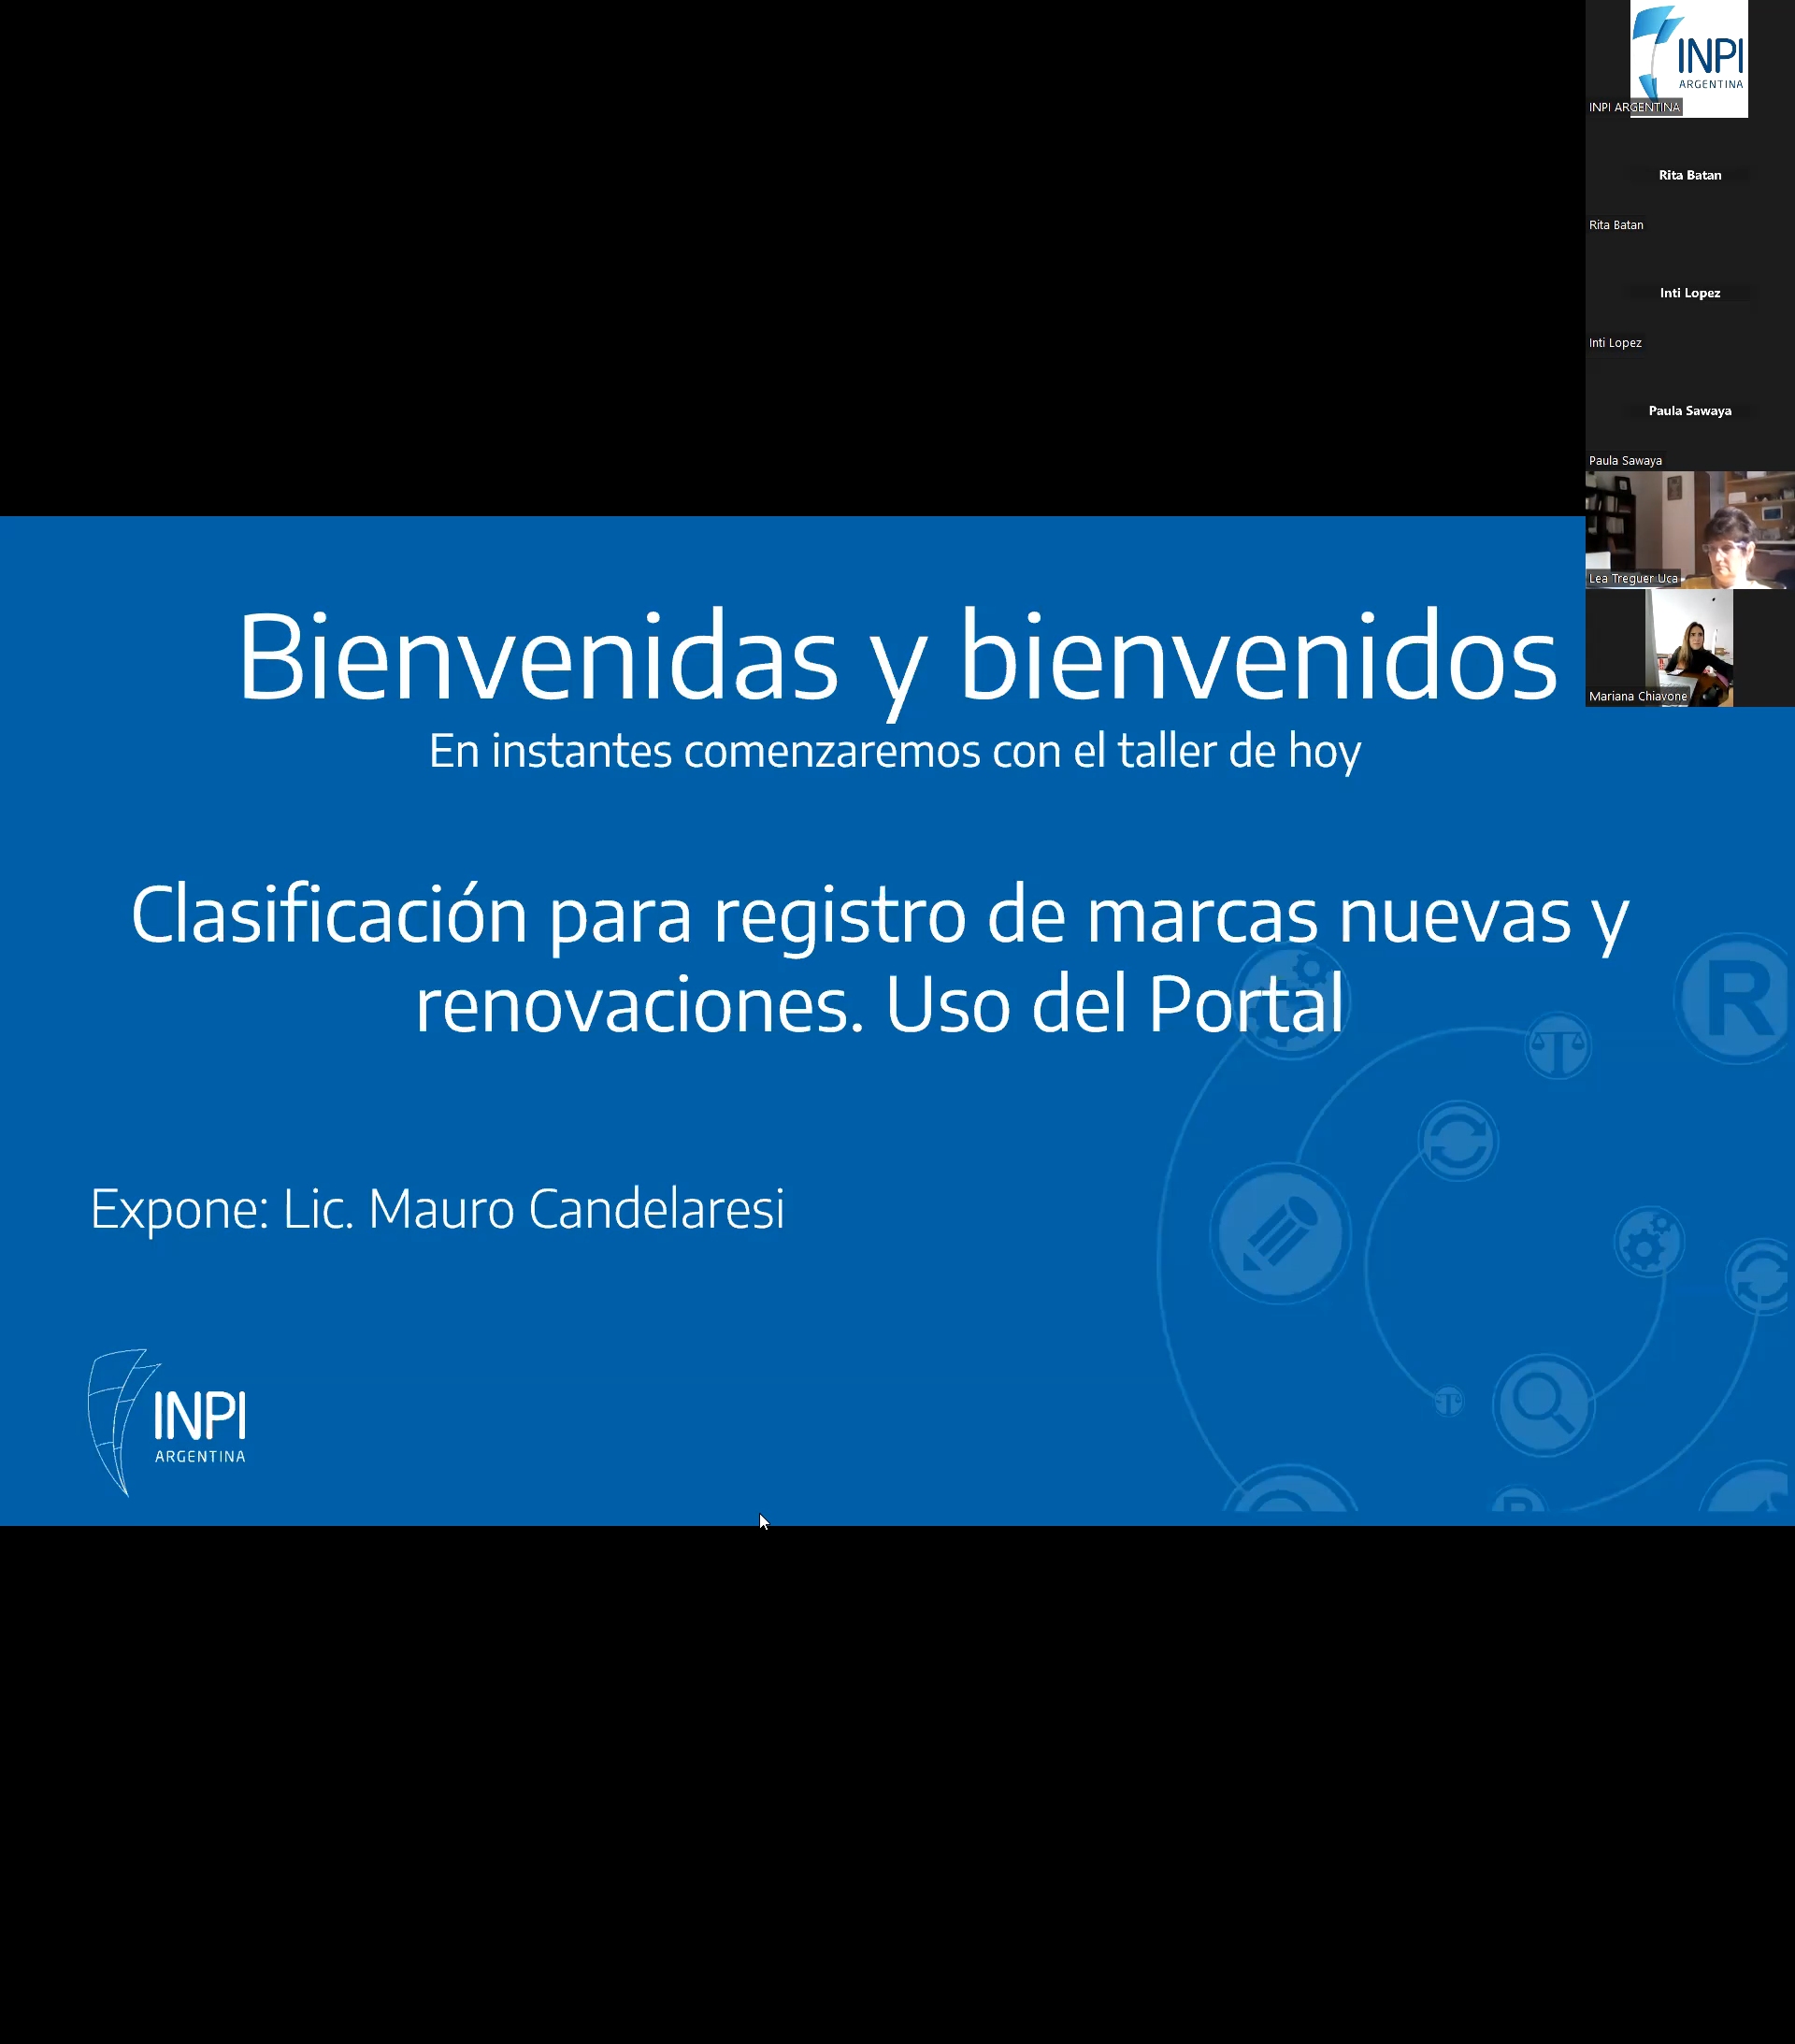 INPI
ARGENTINA
INPI ARGENTINA
Rita Batan
Rita Batan
Inti Lopez
Inti Lopez
Paula Sawaya
Paula Sawaya
Lea Treguer Uca
Mariana Chiavone
Bienvenidas y bienvenidos
En instantes comenzaremos con el taller de hoy
Clasificación para registro de marcas nuevas y
renovaciones. Uso del Portal
R
Expone: Lic. Mauro Candelaresi
INPI
ARGENTINA
R